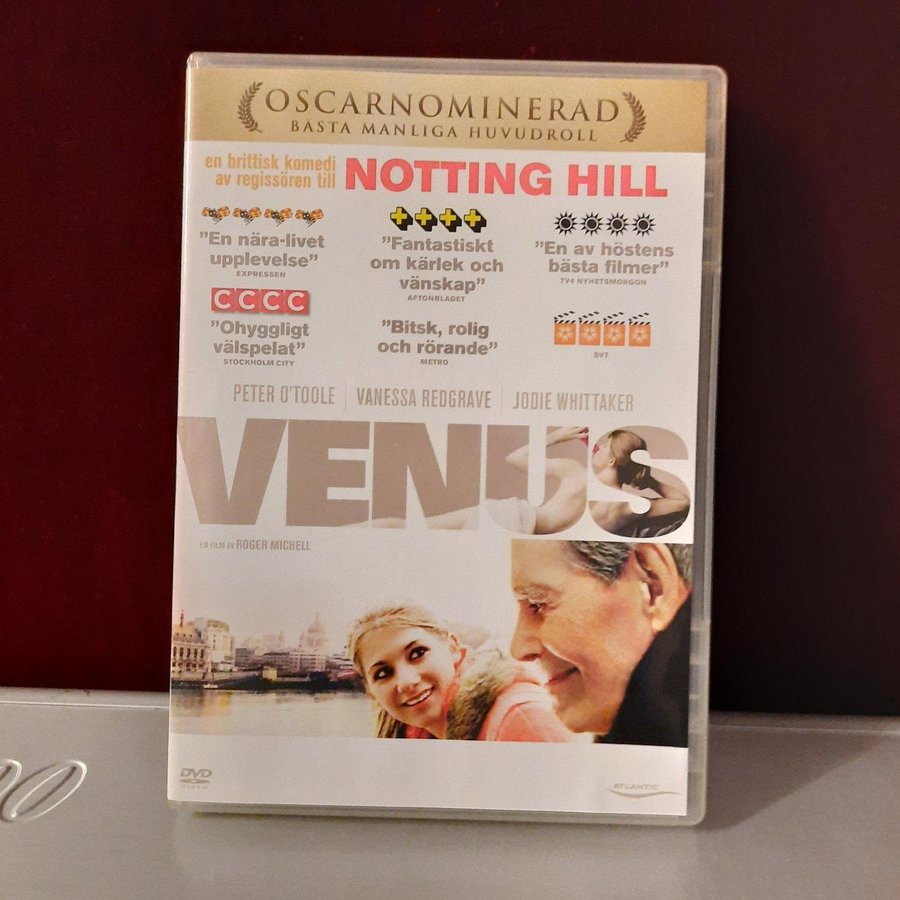 OSCARNOMINERAD
BÄSTA MANLIGA HUVUDROLL
en brittisk komedi
av regissören till
NOTTING HILL
"En nära-livet
upplevelse"
EXPRESSEN
"Fantastiskt
om kärlek och
vänskap"
AFTONBLADET
"En av höstens
bästa filmer"
TV4 NYHETSMORGON
CCCC
"Ohyggligt
välspelat"
STOCKHOLM CITY
"Bitsk, rolig
och rörande"
METRO
SVT
PETER O'TOOLE | VANESSA REDGRAVE | JODIE WHITTAKER
VENUS
EN FILM AV ROGER MICHELL
DVD
VIDEO
ATLANTIC